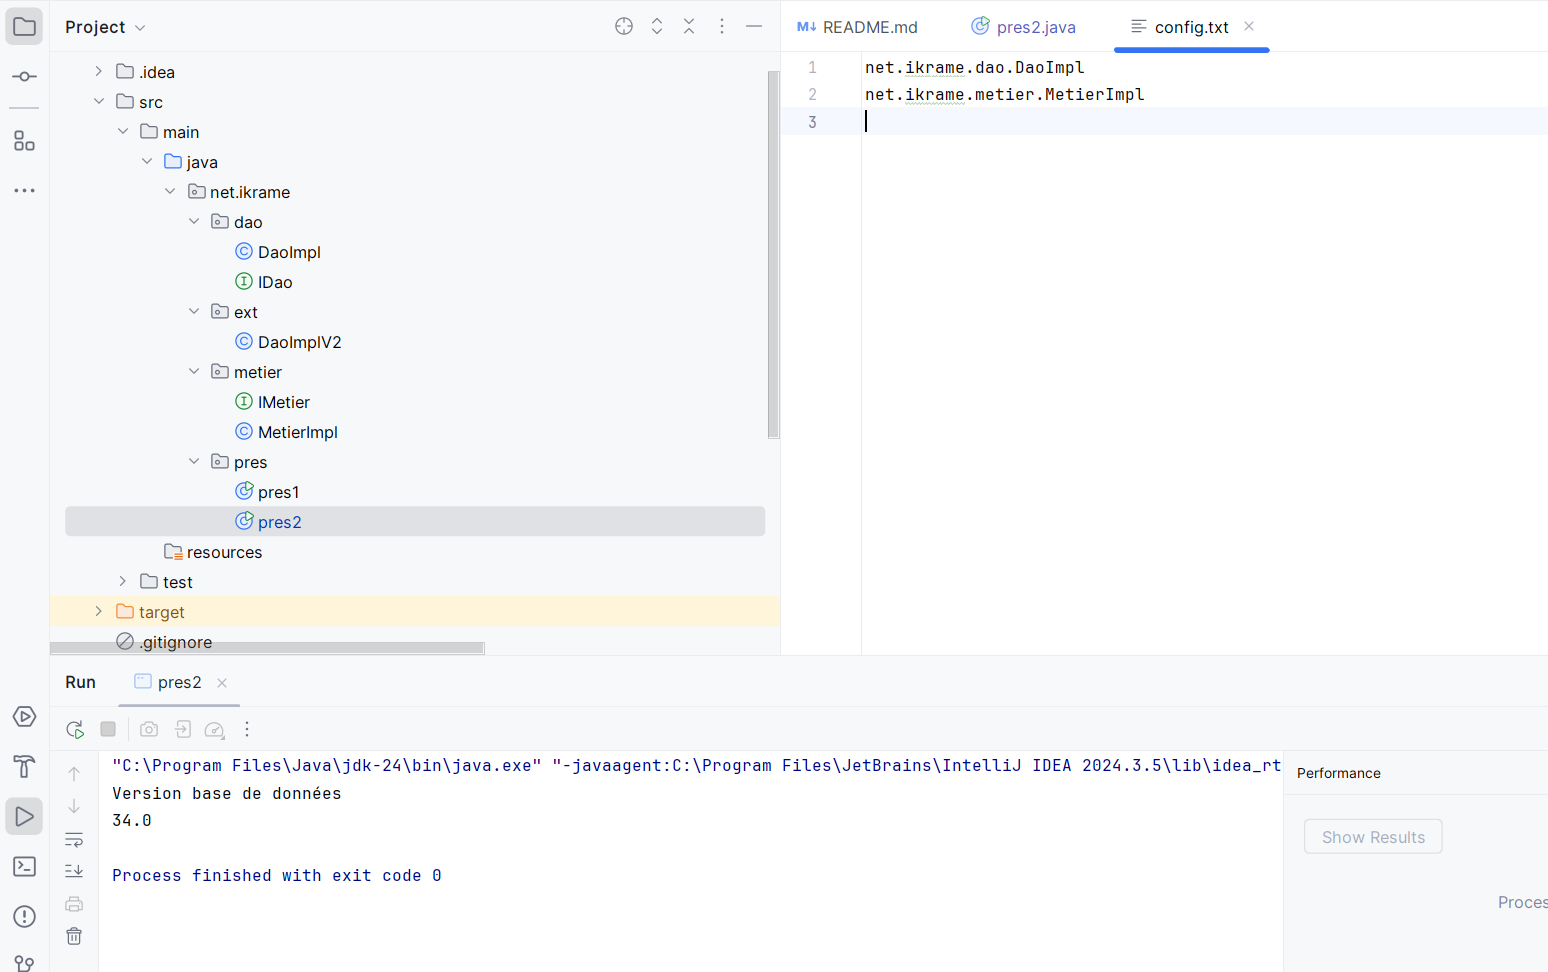 Project
.idea
src
main
java
net.ikrame
dao
DaoImpl
IDao
ext
DaoImplV2
metier
IMetier
MetierImpl
pres
pres1
pres2
resources
test
target
.gitignore
README.md
pres2.java
config.txt
1 net.ikrame.dao.DaoImpl
2 net.ikrame.metier.MetierImpl
3
Run
pres2
"C:\Program Files\Java\jdk-24\bin\java.exe" "-javaagent:C:\Program Files\JetBrains\IntelliJ IDEA 2024.3.5\lib\idea_rt
Version base de données
34.0
Process finished with exit code 0
Performance
Show Results
Proces